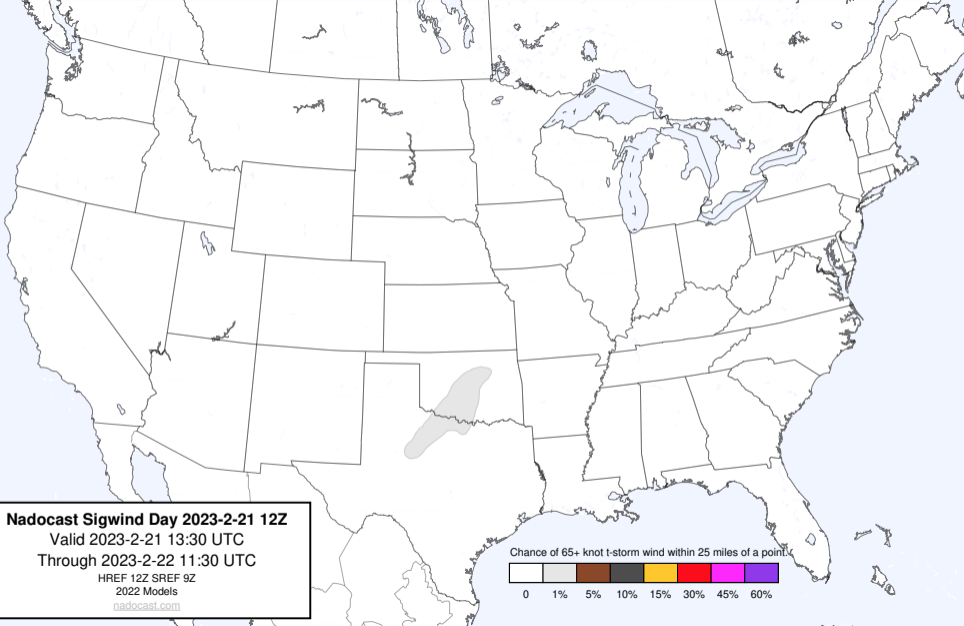 Nadocast Sigwind Day 2023-2-21 12Z
Valid 2023-2-21 13:30 UTC
Through 2023-2-22 11:30 UTC
HREF 12Z SREF 9Z
2022 Models
nadocast.com
Chance of 65+ knot t-storm wind within 25 miles of a point.
0 1% 5% 10% 15% 30% 45% 60%